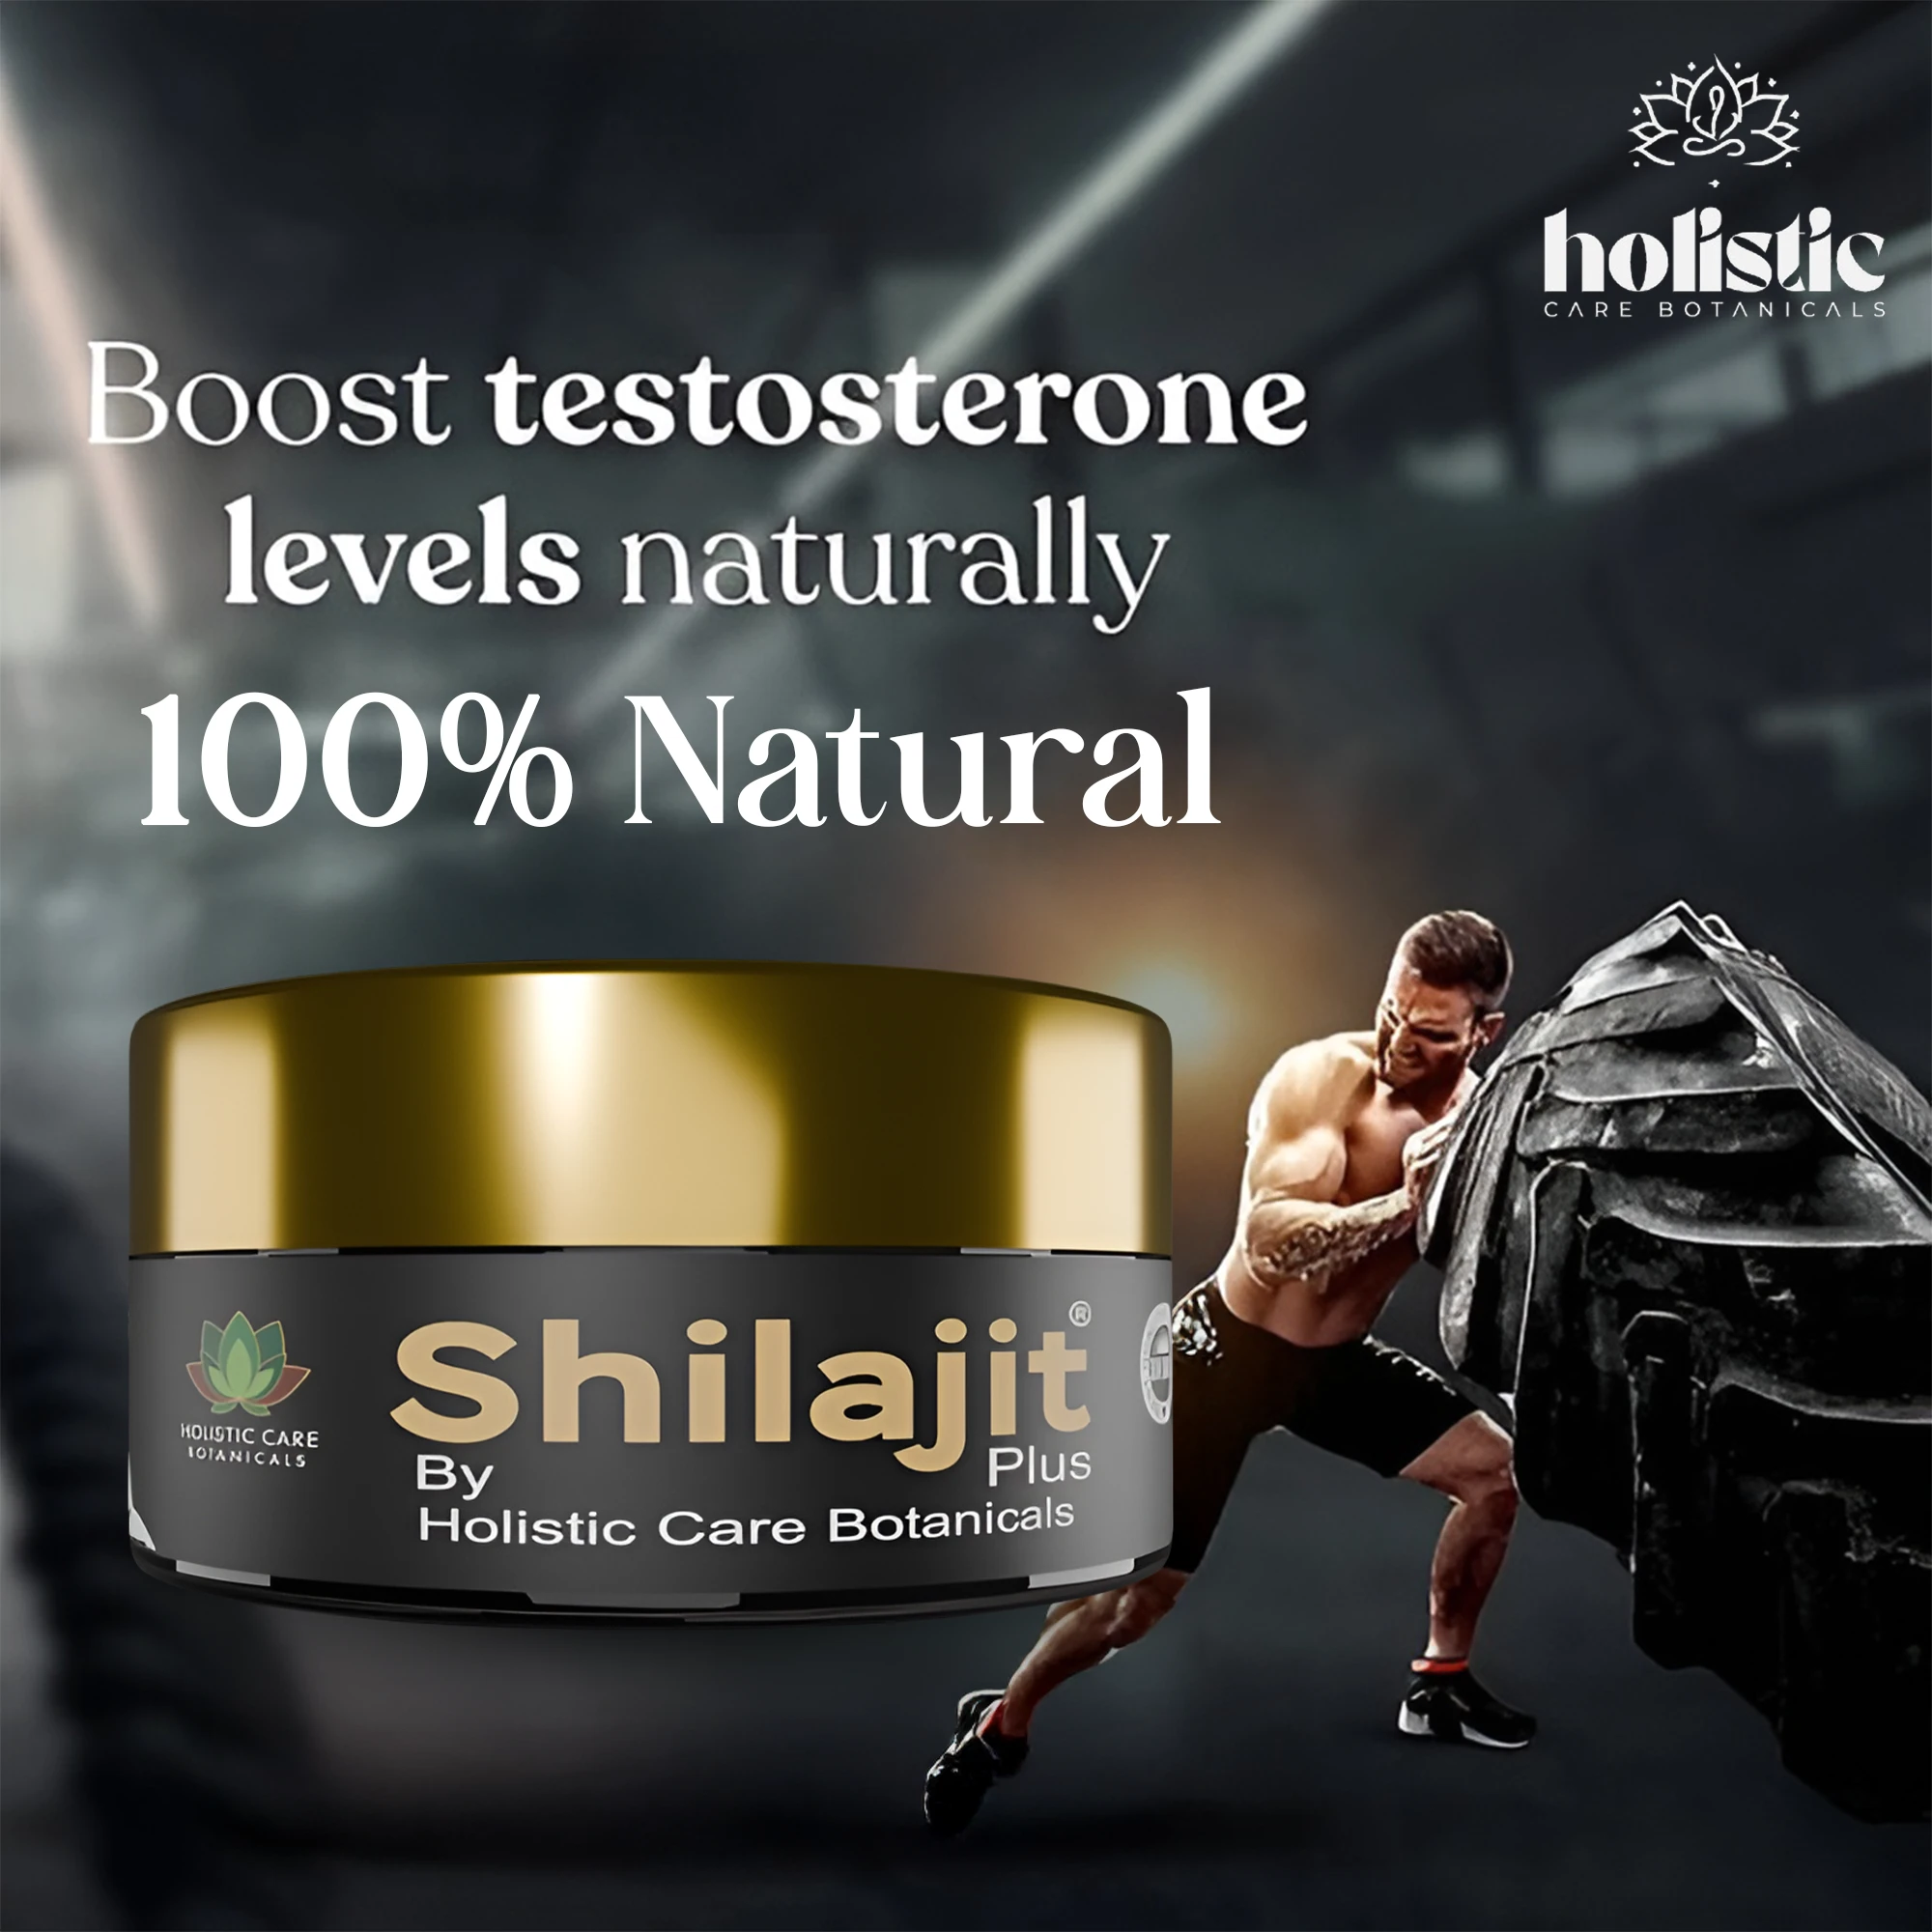 holistic
CARE BOTANICALS
Boost testosterone
levels naturally
100% Natural
HOLISTIC CARE
BOTANICALS
Shilajit®
By Plus
Holistic Care Botanicals